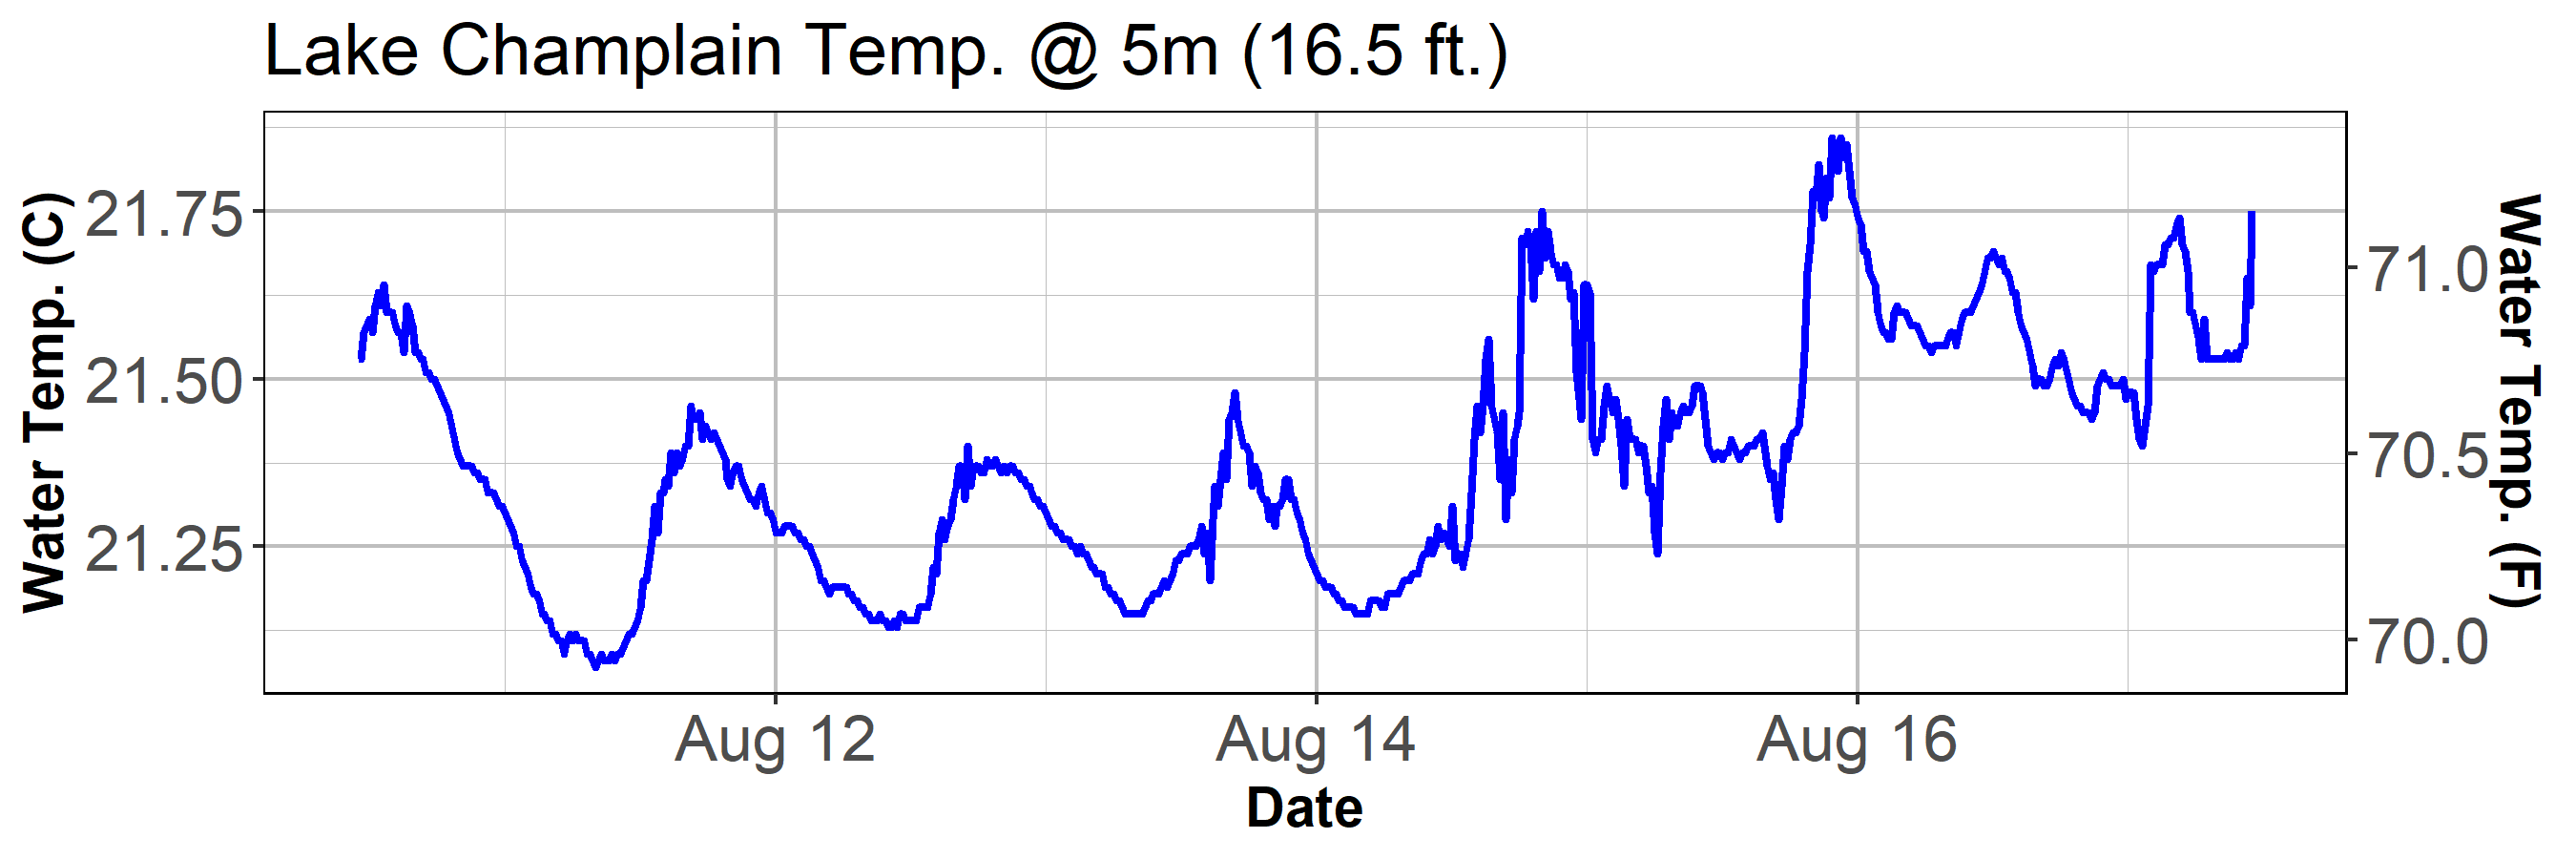 Lake Champlain Temp. @ 5m (16.5 ft.)
Water Temp. (C)
21.75
21.50
21.25
71.0
70.5
70.0
Water Temp. (F)
Aug 12
Aug 14
Aug 16
Date